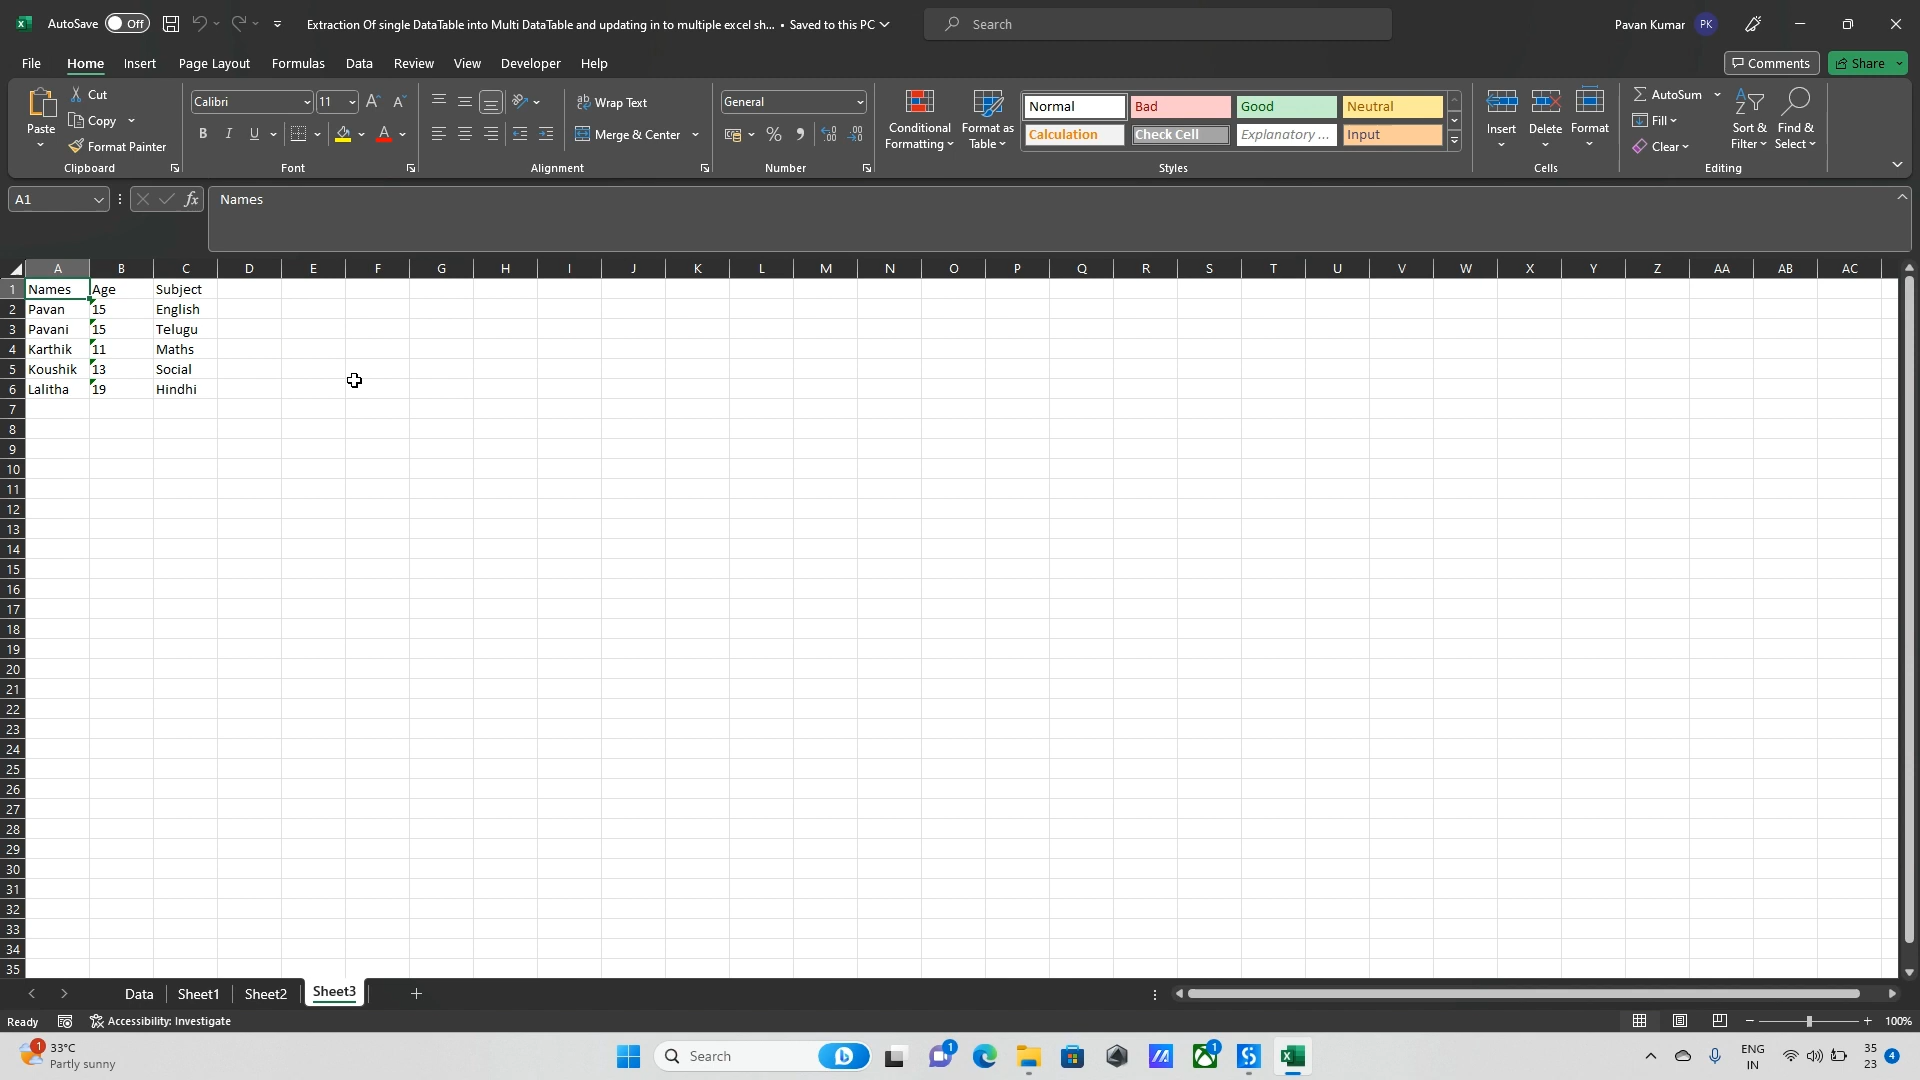 AutoSave Off Extraction Of single DataTable into Multi DataTable and updating in to multiple excel sh... • Saved to this PC Search Pavan Kumar PK
File Home Insert Page Layout Formulas Data Review View Developer Help Comments Share
Paste Cut Copy Format Painter Clipboard
Calibri 11 A A B I U A Font
Wrap Text Merge & Center Alignment
General % , Number
Conditional Formatting Format as Table
Normal Bad Good Neutral
Calculation Check Cell Explanatory ... Input
Styles
Insert Delete Format Cells
AutoSum Fill Clear Sort & Filter Find & Select Editing
A1 fx Names
A B C D E F G H I J K L M N O P Q R S T U V W X Y Z AA AB AC
1 Names Age Subject
2 Pavan 15 English
3 Pavani 15 Telugu
4 Karthik 11 Maths
5 Koushik 13 Social
6 Lalitha 19 Hindhi
7
8
9
10
11
12
13
14
15
16
17
18
19
20
21
22
23
24
25
26
27
28
29
30
31
32
33
34
35
Data Sheet1 Sheet2 Sheet3
Ready Accessibility: Investigate 100%
1 33°C Search 1 1 ENG 35
Partly sunny IN 23 4